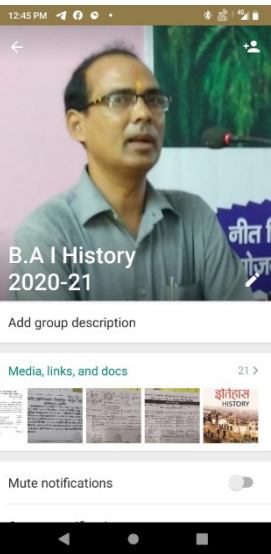 12:45 PM
नीत
B.A I History
2020-21
Add group description
Media, links, and docs
21 >
इतिहास
HISTORY
Mute notifications